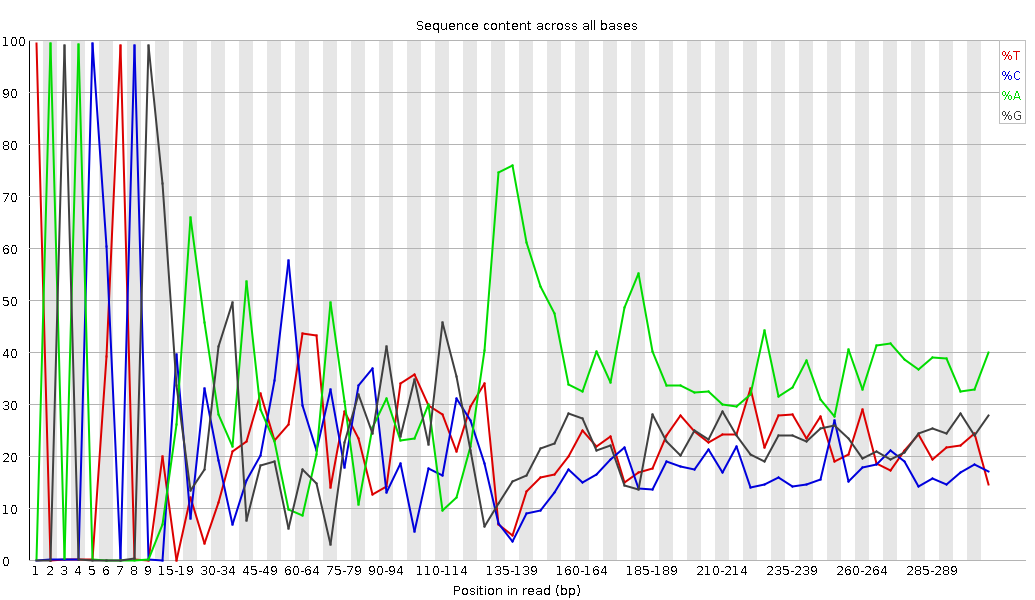 Sequence content across all bases
100
90
80
70
60
50
40
30
20
10
0
%T
%C
%A
%G
1 2 3 4 5 6 7 8 9 15-19 30-34 45-49 60-64 75-79 90-94 110-114 135-139 160-164 185-189 210-214 235-239 260-264 285-289
Position in read (bp)